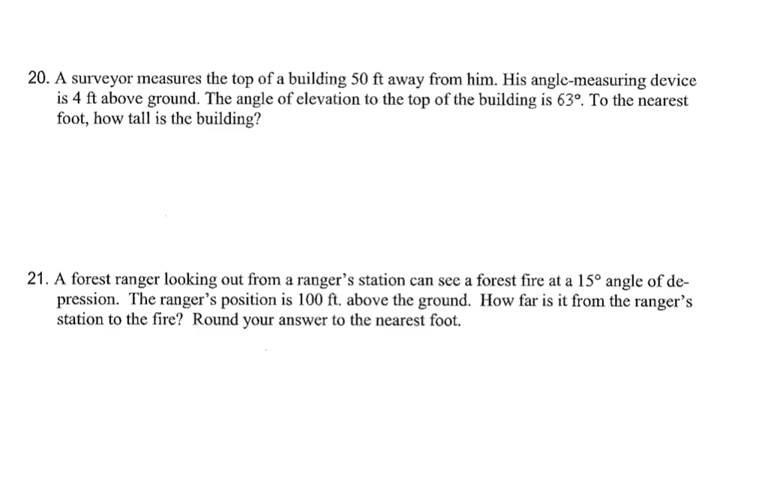 20. A surveyor measures the top of a building 50 ft away from him. His angle-measuring device
is 4 ft above ground. The angle of elevation to the top of the building is 63º. To the nearest
foot, how tall is the building?
21. A forest ranger looking out from a ranger’s station can see a forest fire at a 15º angle of de-
pression. The ranger’s position is 100 ft. above the ground. How far is it from the ranger’s
station to the fire? Round your answer to the nearest foot.